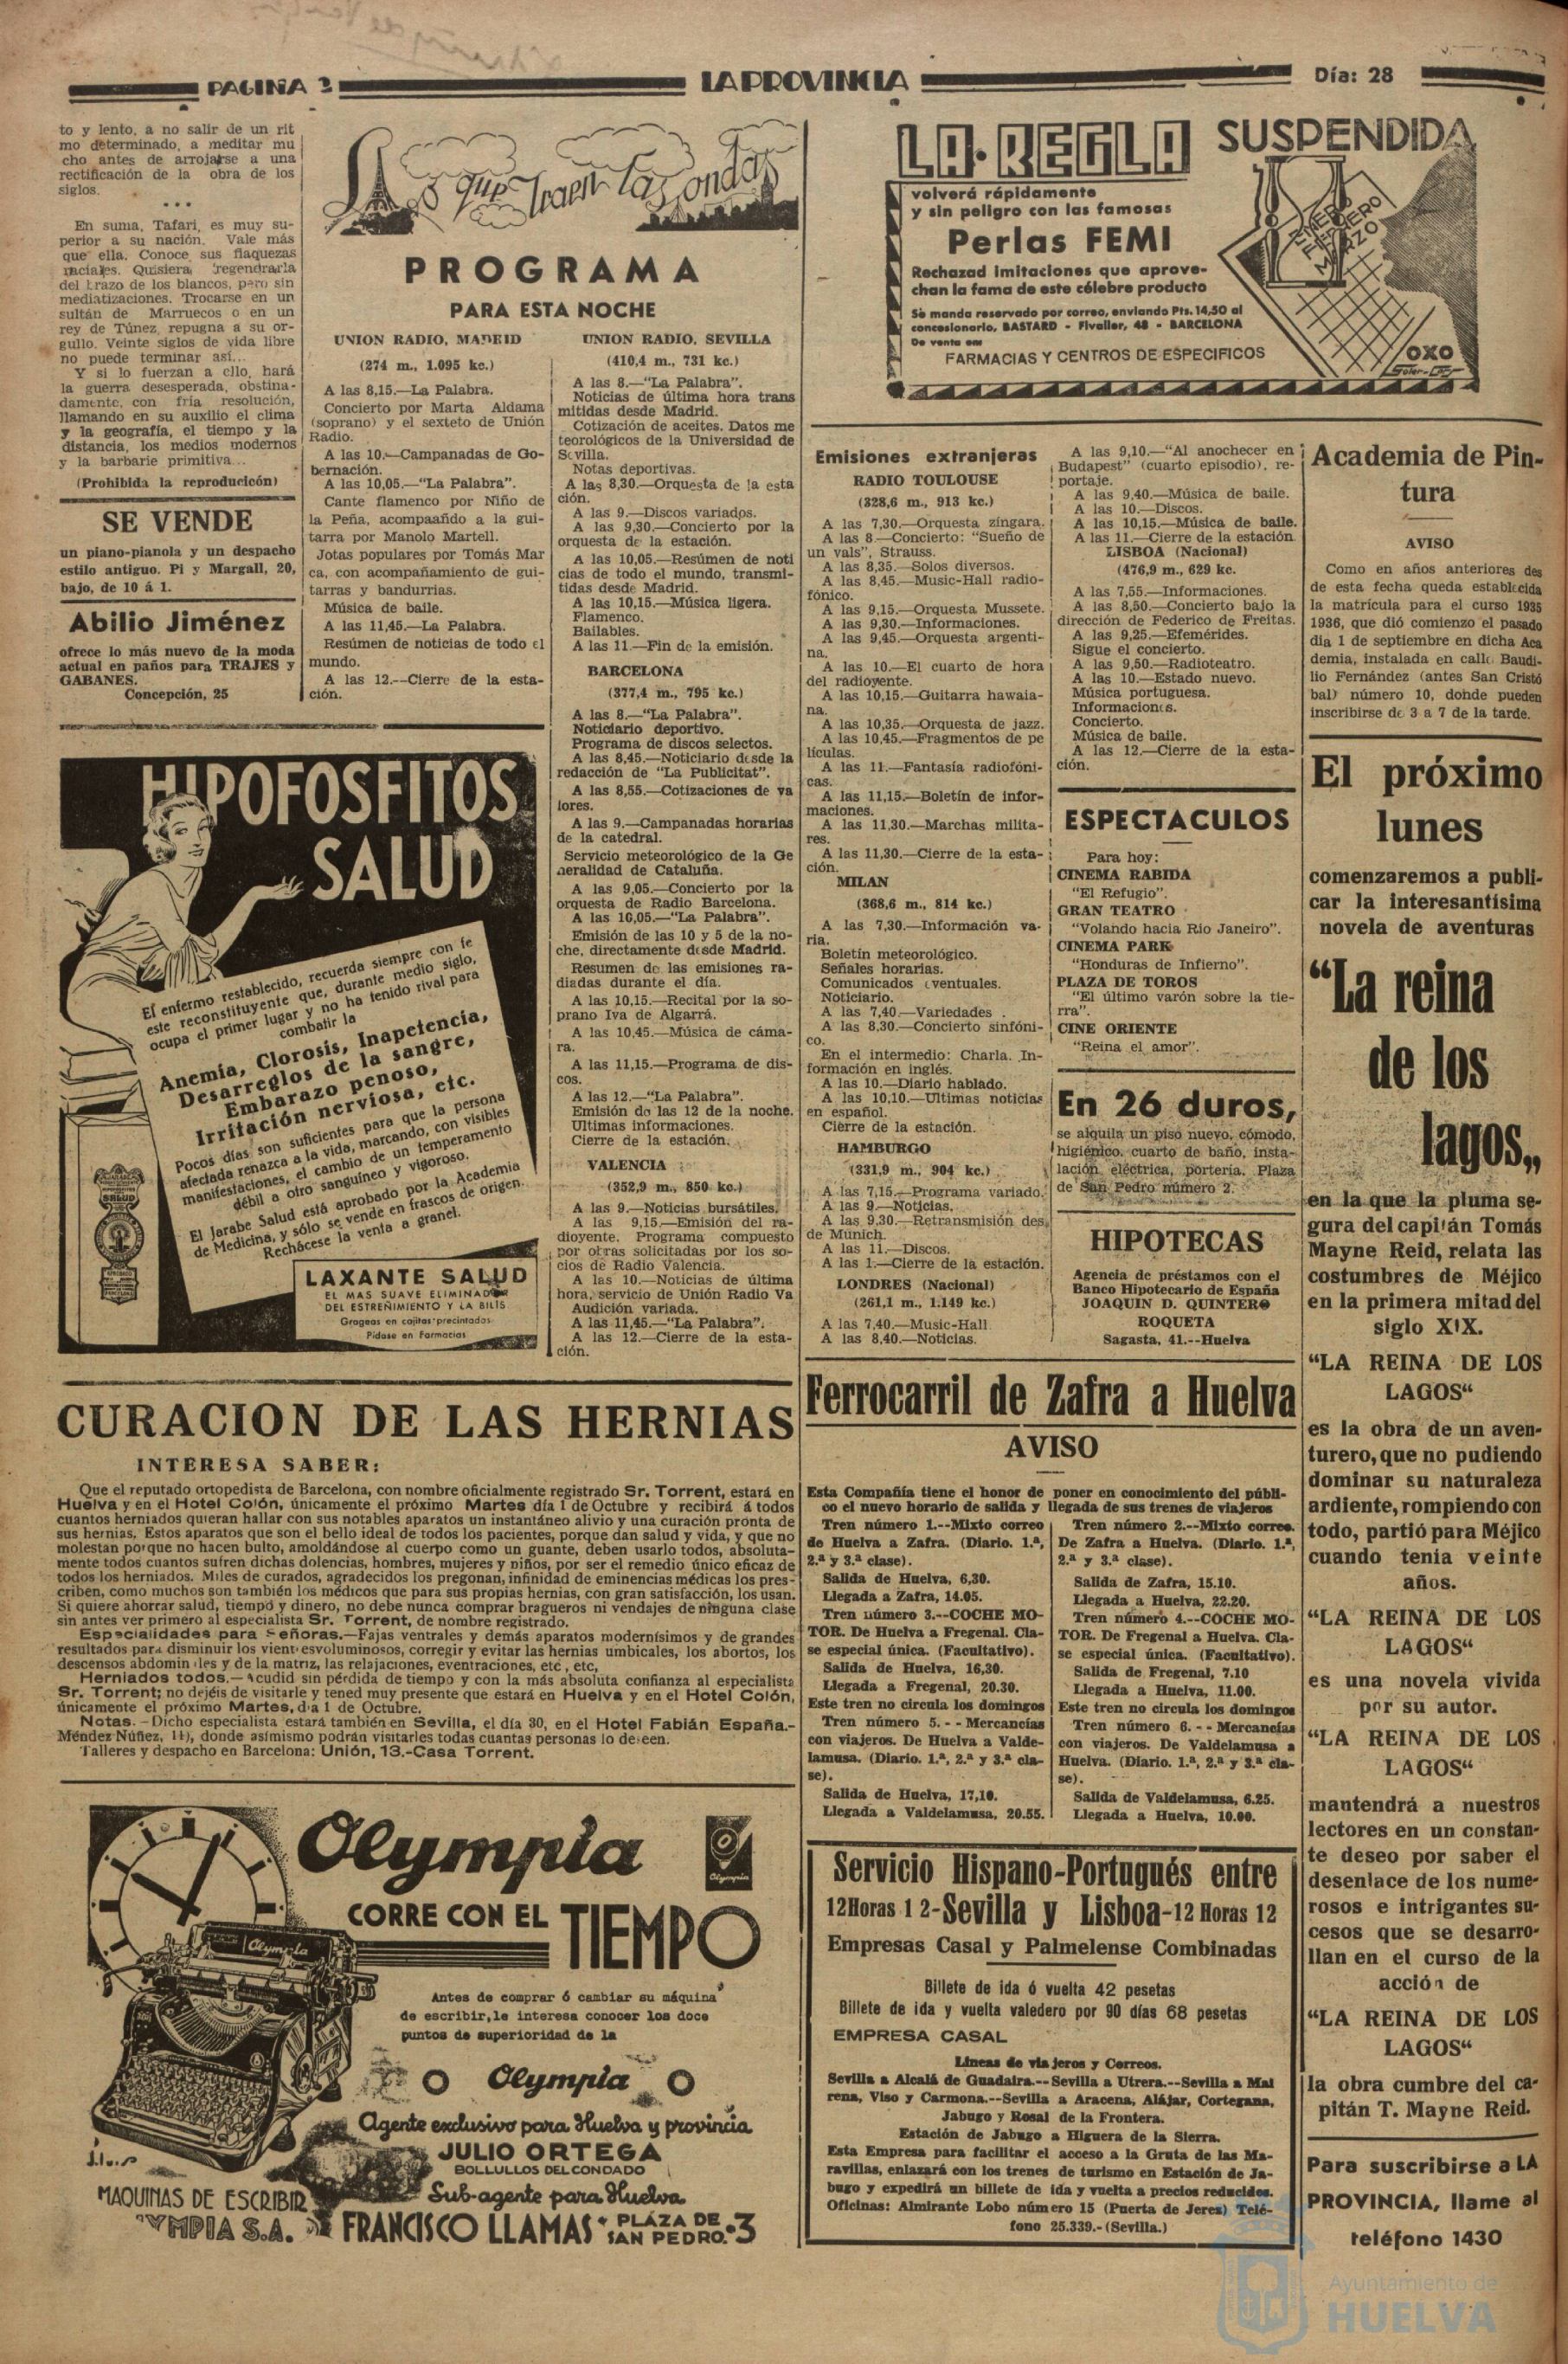 PAGINA 3
LA PROVINCIA
Día: 28
to y lento, a no salir de un rit
mo determinado, a meditar mu
cho antes de arrojarse a una
rectificación de la obra de los
siglos.
* * *
En suma, Tafari, es muy su-
perior a su nación. Vale más
que ella. Conoce sus flaquezas
raciales. Quisiera regendrarla
del brazo de los blancos, pero sin
mediatizaciones. Trocarse en un
sultán de Marruecos o en un
rey de Túnez, repugna a su or-
gullo. Veinte siglos de vida libre
no puede terminar así...
Y si lo fuerzan a ello, hará
la guerra desesperada, obstina-
damente, con fría resolución,
llamando en su auxilio el clima
y la geografía, el tiempo y la
distancia, los medios modernos
y la barbarie primitiva...
(Prohibida la reproducicón)
SE VENDE
un piano-pianola y un despacho
estilo antiguo. Pi y Margall, 20,
bajo, de 10 á 1.
Abilio Jiménez
ofrece lo más nuevo de la moda
actual en paños para TRAJES y
GABANES.
Concepción, 25
Lo que traen las ondas
PROGRAMA
PARA ESTA NOCHE
UNION RADIO, MADRID
(274 m., 1.095 kc.)
A las 8,15.—La Palabra.
Concierto por Marta Aldama
(soprano) y el sexteto de Unión
Radio.
A las 10.—Campanadas de Go-
bernación.
A las 10,05.—"La Palabra".
Cante flamenco por Niño de
la Peña, acompaañdo a la gui-
tarra por Manolo Martell.
Jotas populares por Tomás Mar
ca, con acompañamiento de gui-
tarras y bandurrias.
Música de baile.
A las 11,45.—La Palabra.
Resúmen de noticias de todo el
mundo.
A las 12.--Cierre de la esta-
ción.
UNION RADIO, SEVILLA
(410,4 m., 731 kc.)
A las 8.—"La Palabra".
Noticias de última hora trans
mitidas desde Madrid.
Cotización de aceites. Datos me
teorológicos de la Universidad de
Sevilla.
Notas deportivas.
A las 8,30.—Orquesta de la esta
ción.
A las 9.—Discos variados.
A las 9,30.—Concierto por la
orquesta de la estación.
A las 10,05.—Resúmen de noti
cias de todo el mundo, transmi-
tidas desde Madrid.
A las 10,15.—Música ligera.
Flamenco.
Bailables.
A las 11.—Fin de la emisión.
BARCELONA
(377,4 m., 795 kc.)
A las 8.—"La Palabra".
Noticiario deportivo.
Programa de discos selectos.
A las 8,45.—Noticiario desde la
redacción de "La Publicitat".
A las 8,55.—Cotizaciones de va
lores.
A las 9.—Campanadas horarias
de la catedral.
Servicio meteorológico de la Ge
neralidad de Cataluña.
A las 9,05.—Concierto por la
orquesta de Radio Barcelona.
A las 10,05.—"La Palabra".
Emisión de las 10 y 5 de la no-
che, directamente desde Madrid.
Resumen de las emisiones ra-
diadas durante el día.
A las 10,15.—Recital por la so-
prano Iva de Algarrá.
A las 10,45.—Música de cáma-
ra.
A las 11,15.—Programa de dis-
cos.
A las 12.—"La Palabra".
Emisión de las 12 de la noche.
Ultimas informaciones.
Cierre de la estación.
VALENCIA
(352,9 m., 850 kc.)
A las 9.—Noticias bursátiles.
A las 9,15.—Emisión del ra-
dioyente. Programa compuesto
por obras solicitadas por los so-
cios de Radio Valencia.
A las 10.—Noticias de última
hora, servicio de Unión Radio Va
Audición variada.
A las 11,45.—"La Palabra".
A las 12.—Cierre de la esta-
ción.
HIPOFOSFITOS
SALUD
El enfermo restablecido, recuerda siempre con fe
este reconstituyente que, durante medio siglo,
ocupa el primer lugar y no ha tenido rival para
combatir la
Anemia, Clorosis, Inapetencia,
Desarreglos de la sangre,
Embarazo penoso,
Irritación nerviosa, etc.
Pocos días son suficientes para que la persona
afectada renazca a la vida, marcando, con visibles
manifestaciones, el cambio de un temperamento
débil a otro sanguíneo y vigoroso.
El Jarabe Salud está aprobado por la Academia
de Medicina, y sólo se vende en frascos de origen.
Rechácese la venta a granel.
SALUD
LAXANTE SALUD
EL MAS SUAVE ELIMINADOR
DEL ESTREÑIMIENTO Y LA BILIS
Grageas en cajitas precintadas
Pidase en Farmacias
LA REGLA SUSPENDIDA
volverá rápidamente
y sin peligro con las famosas
Perlas FEMI
Rechazad imitaciones que aprove-
chan la fama de este célebre producto
Se manda reservado por correo, enviando Pts. 14,50 al
concesionario, BASTARD - Fivaller, 48 - BARCELONA
De venta en:
FARMACIAS Y CENTROS DE ESPECIFICOS
ENERO
FEBRERO
MARZO
OXO
Emisiones extranjeras
RADIO TOULOUSE
(328,6 m., 913 kc.)
A las 7,30.—Orquesta zíngara.
A las 8.—Concierto: "Sueño de
un vals", Strauss.
A las 8,35.—Solos diversos.
A las 8,45.—Music-Hall radio-
fónico.
A las 9,15.—Orquesta Mussete.
A las 9,30.—Informaciones.
A las 9,45.—Orquesta argenti-
na.
A las 10.—El cuarto de hora
del radioyente.
A las 10,15.—Guitarra hawaia-
na.
A las 10,35.—Orquesta de jazz.
A las 10,45.—Fragmentos de pe
lículas.
A las 11.—Fantasía radiofóni-
cas.
A las 11,15.—Boletín de infor-
maciones.
A las 11,30.—Marchas milita-
res.
A las 11,30.—Cierre de la esta-
ción.
MILAN
(368,6 m., 814 kc.)
A las 7,30.—Información va-
ria.
Boletín meteorológico.
Señales horarias.
Comunicados eventuales.
Noticiario.
A las 7,40.—Variedades .
A las 8,30.—Concierto sinfóni-
co.
En el intermedio: Charla. In-
formación en inglés.
A las 10.—Diario hablado.
A las 10,10.—Ultimas noticias
en español.
Cierre de la estación.
HAMBURGO
(331,9 m., 904 kc.)
A las 7,15.—Programa variado.
A las 9.—Noticias.
A las 9.30.—Retransmisión des
de Munich.
A las 11.—Discos.
A las 1.—Cierre de la estación.
LONDRES (Nacional)
(261,1 m., 1.149 kc.)
A las 7,40.—Music-Hall
A las 8,40.—Noticias.
A las 9,10.—"Al anochecer en
Budapest" (cuarto episodio), re-
portaje.
A las 9,40.—Música de baile.
A las 10.—Discos.
A las 10,15.—Música de baile.
A las 11.—Cierre de la estación.
LISBOA (Nacional)
(476,9 m., 629 kc.
A las 7,55.—Informaciones.
A las 8,50.—Concierto bajo la
dirección de Federico de Freitas.
A las 9,25.—Efemérides.
Sigue el concierto.
A las 9,50.—Radioteatro.
A las 10.—Estado nuevo.
Música portuguesa.
Informaciones.
Concierto.
Música de baile.
A las 12.—Cierre de la esta-
ción.
ESPECTACULOS
Para hoy:
CINEMA RABIDA
"El Refugio".
GRAN TEATRO
"Volando hacia Rio Janeiro".
CINEMA PARK
"Honduras de Infierno".
PLAZA DE TOROS
"El último varón sobre la tie-
rra".
CINE ORIENTE
"Reina el amor".
En 26 duros,
se alquila un piso nuevo, cómodo,
higiénico, cuarto de baño, insta-
lación eléctrica, portería. Plaza
de San Pedro número 2.
HIPOTECAS
Agencia de préstamos con el
Banco Hipotecario de España
JOAQUIN D. QUINTERO
ROQUETA
Sagasta, 41.--Huelva
Academia de Pin-
tura
AVISO
Como en años anteriores des
de esta fecha queda establecida
la matrícula para el curso 1935
1936, que dió comienzo el pasado
dia 1 de septiembre en dicha Aca
demia, instalada en calle Baudi-
lio Fernández (antes San Cristó
bal) número 10, donde pueden
inscribirse de 3 a 7 de la tarde.
El próximo
lunes
comenzaremos a publi-
car la interesantísima
novela de aventuras
"La reina
de los
lagos,,
en la que la pluma se-
gura del capitán Tomás
Mayne Reid, relata las
costumbres de Méjico
en la primera mitad del
siglo XIX.
"LA REINA DE LOS
LAGOS"
es la obra de un aven-
turero, que no pudiendo
dominar su naturaleza
ardiente, rompiendo con
todo, partió para Méjico
cuando tenia veinte
años.
"LA REINA DE LOS
LAGOS"
es una novela vivida
por su autor.
"LA REINA DE LOS
LAGOS"
mantendrá a nuestros
lectores en un constan-
te deseo por saber el
desenlace de los nume-
rosos e intrigantes su-
cesos que se desarro-
llan en el curso de la
acción de
"LA REINA DE LOS
LAGOS"
la obra cumbre del ca-
pitán T. Mayne Reid.
Para suscribirse a LA
PROVINCIA, llame al
teléfono 1430
CURACION DE LAS HERNIAS
INTERESA SABER:
Que el reputado ortopedista de Barcelona, con nombre oficialmente registrado Sr. Torrent, estará en
Huelva y en el Hotel Colón, únicamente el próximo Martes día 1 de Octubre y recibirá á todos
cuantos herniados quieran hallar con sus notables aparatos un instantáneo alivio y una curación pronta de
sus hernias. Estos aparatos que son el bello ideal de todos los pacientes, porque dan salud y vida, y que no
molestan porque no hacen bulto, amoldándose al cuerpo como un guante, deben usarlo todos, absoluta-
mente todos cuantos sufren dichas dolencias, hombres, mujeres y niños, por ser el remedio único eficaz de
todos los herniados. Miles de curados, agradecidos los pregonan, infinidad de eminencias médicas los pres-
criben, como muchos son también los médicos que para sus propias hernias, con gran satisfacción, los usan.
Si quiere ahorrar salud, tiempo y dinero, no debe nunca comprar bragueros ni vendajes de ninguna clase
sin antes ver primero al especialista Sr. Torrent, de nombre registrado.
Especialidades para Señoras.—Fajas ventrales y demás aparatos modernísimos y de grandes
resultados para disminuir los vientresvoluminosos, corregir y evitar las hernias umbicales, los abortos, los
descensos abdominales y de la matriz, las relajaciones, eventraciones, etc , etc,
Herniados todos.—Acudid sin pérdida de tiempo y con la más absoluta confianza al especialista
Sr. Torrent; no dejéis de visitarle y tened muy presente que estará en Huelva y en el Hotel Colón,
únicamente el próximo Martes, día 1 de Octubre.
Notas. —Dicho especialista estará también en Sevilla, el día 30, en el Hotel Fabián España.-
Méndez Núñez, 11), donde asímismo podrán visitarles todas cuantas personas lo deseen.
Talleres y despacho en Barcelona: Unión, 13.-Casa Torrent.
Olympia
CORRE CON EL TIEMPO
Olympia
Olympia
Antes de comprar ó cambiar su máquina
de escribir, le interesa conocer los doce
puntos de superioridad de la
Olympia
Agente exclusivo para Huelva y provincia
JULIO ORTEGA
BOLLULLOS DEL CONDADO
Sub-agente para Huelva
FRANCISCO LLAMAS • PLAZA DE SAN PEDRO. 3
MAQUINAS DE ESCRIBIR
YMPIA S.A.
Ferrocarril de Zafra a Huelva
AVISO
Esta Compañía tiene el honor de poner en conocimiento del públi-
co el nuevo horario de salida y llegada de sus trenes de viajeros
Tren número 1.--Mixto correo
de Huelva a Zafra. (Diario. 1.ª,
2.ª y 3.ª clase).
Salida de Huelva, 6,30.
Llegada a Zafra, 14.05.
Tren número 3.--COCHE MO-
TOR. De Huelva a Fregenal. Cla-
se especial única. (Facultativo).
Salida de Huelva, 16,30.
Llegada a Fregenal, 20.30.
Este tren no circula los domingos
Tren número 5. - - Mercancías
con viajeros. De Huelva a Valde-
lamusa. (Diario. 1.ª, 2.ª y 3.ª cla-
se).
Salida de Huelva, 17,10.
Llegada a Valdelamusa, 20.55.
Tren número 2.--Mixto correo.
De Zafra a Huelva. (Diario. 1.ª,
2.ª y 3.ª clase).
Salida de Zafra, 15.10.
Llegada a Huelva, 22.20.
Tren número 4.--COCHE MO-
TOR. De Fregenal a Huelva. Cla-
se especial única. (Facultativo).
Salida de Fregenal, 7.10
Llegada a Huelva, 11.00.
Este tren no circula los domingos
Tren número 6. - - Mercancías
con viajeros. De Valdelamusa a
Huelva. (Diario. 1.ª, 2.ª y 3.ª cla-
se).
Salida de Valdelamusa, 6.25.
Llegada a Huelva, 10.00.
Servicio Hispano-Portugués entre
12 Horas 1 2-Sevilla y Lisboa-12 Horas 12
Empresas Casal y Palmelense Combinadas
Billete de ida ó vuelta 42 pesetas
Billete de ida y vuelta valedero por 90 días 68 pesetas
EMPRESA CASAL
Líneas de viajeros y Correos.
Sevilla a Alcalá de Guadaira.--Sevilla a Utrera.--Sevilla a Mai
rena, Viso y Carmona.--Sevilla a Aracena, Alájar, Cortegana,
Jabugo y Rosal de la Frontera.
Estación de Jabugo a Higuera de la Sierra.
Esta Empresa para facilitar el acceso a la Gruta de las Ma-
ravillas, enlazará con los trenes de turismo en Estación de Ja-
bugo y expedirá un billete de ida y vuelta a precios reducidos.
Oficinas: Almirante Lobo número 15 (Puerta de Jeres) Telé-
fono 25.339.- (Sevilla.)
Ayuntamiento de
HUELVA